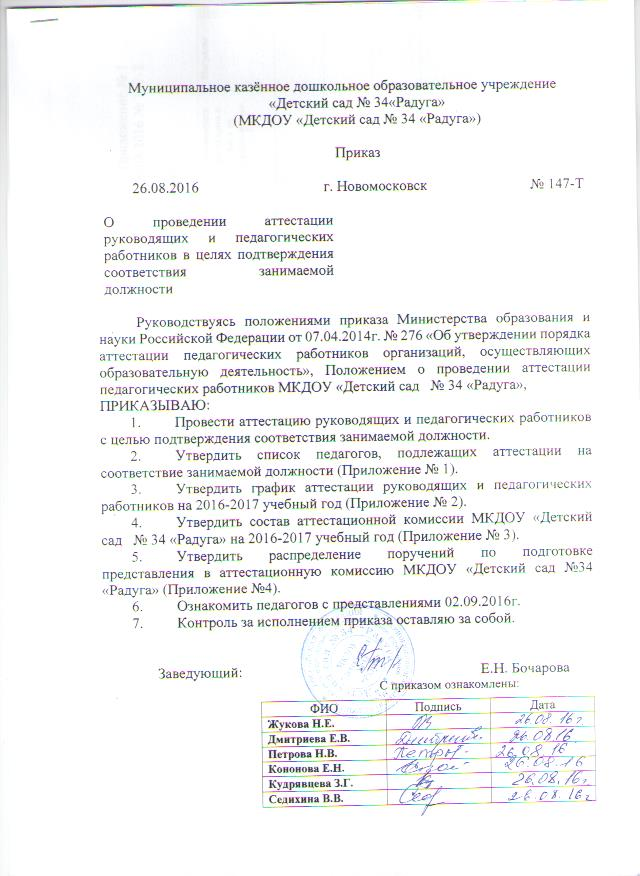 Муниципальное казённое дошкольное образовательное учреждение
«Детский сад № 34«Радуга»
(МКДОУ «Детский сад № 34 «Радуга»)
Приказ
26.08.2016 г. Новомосковск № 147-Т
О проведении аттестации
руководящих и педагогических
работников в целях подтверждения
соответствия занимаемой
должности
Руководствуясь положениями приказа Министерства образования и
науки Российской Федерации от 07.04.2014г. № 276 «Об утверждении порядка
аттестации педагогических работников организаций, осуществляющих
образовательную деятельность», Положением о проведении аттестации
педагогических работников МКДОУ «Детский сад № 34 «Радуга»,
ПРИКАЗЫВАЮ:
1. Провести аттестацию руководящих и педагогических работников
с целью подтверждения соответствия занимаемой должности.
2. Утвердить список педагогов, подлежащих аттестации на
соответствие занимаемой должности (Приложение № 1).
3. Утвердить график аттестации руководящих и педагогических
работников на 2016-2017 учебный год (Приложение № 2).
4. Утвердить состав аттестационной комиссии МКДОУ «Детский
сад № 34 «Радуга» на 2016-2017 учебный год (Приложение № 3).
5. Утвердить распределение поручений по подготовке
представления в аттестационную комиссию МКДОУ «Детский сад №34
«Радуга» (Приложение №4).
6. Ознакомить педагогов с представлениями 02.09.2016г.
7. Контроль за исполнением приказа оставляю за собой.
Заведующий: Е.Н. Бочарова
С приказом ознакомлены:
ФИО Подпись Дата
Жукова Н.Е. 26.08.16г.
Дмитриева Е.В. 26.08.16
Петрова Н.В. 26.08.16
Кононова Е.Н. 26.08.16
Кудрявцева З.Г. 26.08.16г
Седихина В.В. 26.08.16г